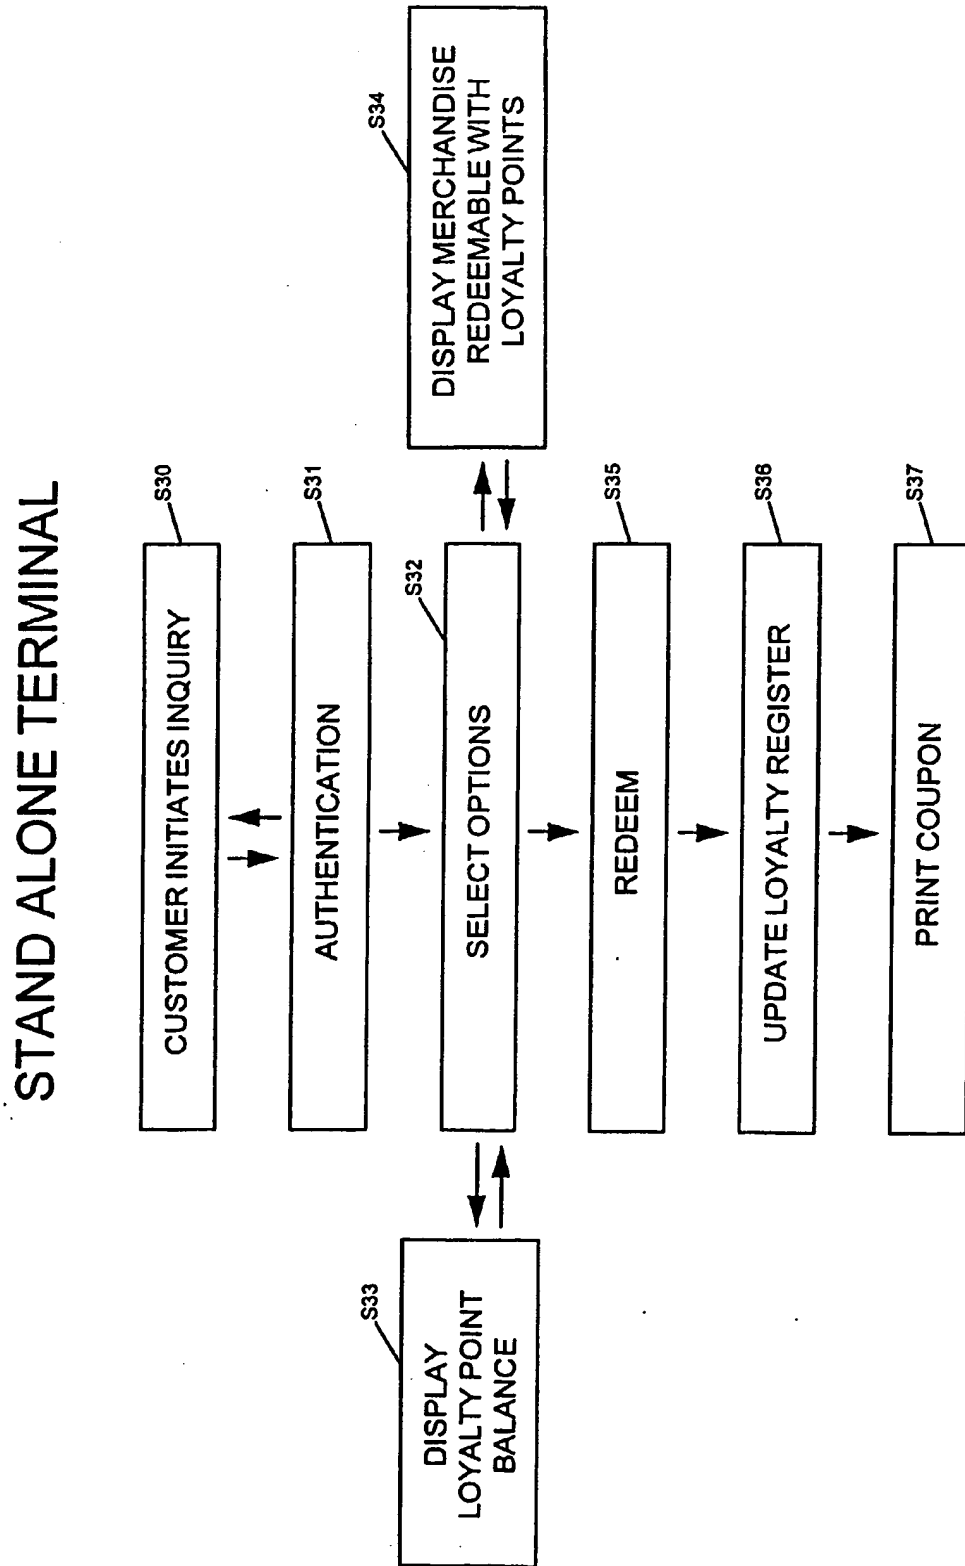 STAND ALONE TERMINAL
S30
CUSTOMER INITIATES INQUIRY
S31
AUTHENTICATION
S32
SELECT OPTIONS
S33
DISPLAY
LOYALTY POINT
BALANCE
S34
DISPLAY MERCHANDISE
REDEEMABLE WITH
LOYALTY POINTS
S35
REDEEM
S36
UPDATE LOYALTY REGISTER
S37
PRINT COUPON